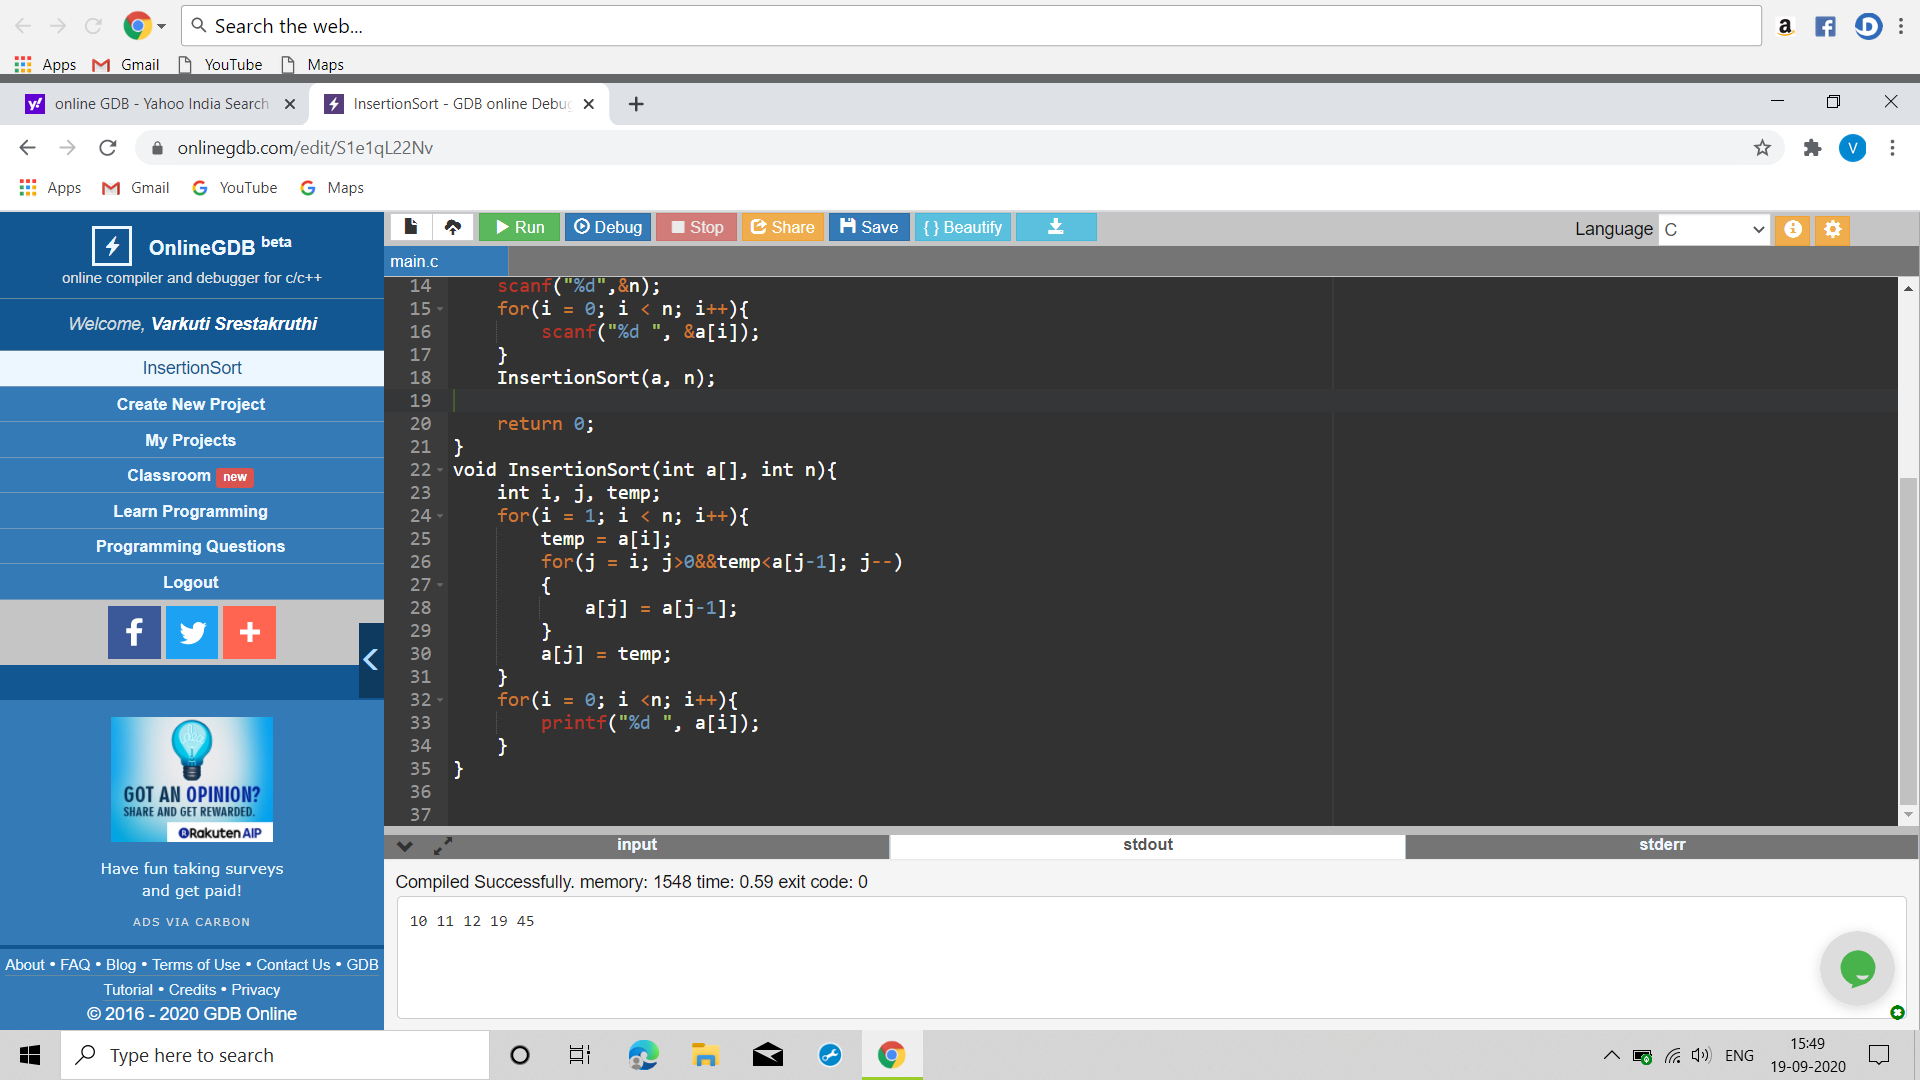 Search the web...
Apps Gmail YouTube Maps
online GDB - Yahoo India Search InsertionSort - GDB online Debug
onlinegdb.com/edit/S1e1qL22Nv
V
Apps Gmail YouTube Maps
OnlineGDB beta
online compiler and debugger for c/c++
Welcome, Varkuti Srestakruthi
InsertionSort
Create New Project
My Projects
Classroom new
Learn Programming
Programming Questions
Logout
GOT AN OPINION?
SHARE AND GET REWARDED.
Rakuten AIP
Have fun taking surveys
and get paid!
ADS VIA CARBON
About • FAQ • Blog • Terms of Use • Contact Us • GDB
Tutorial • Credits • Privacy
© 2016 - 2020 GDB Online
Run Debug Stop Share Save { } Beautify
Language C
main.c
14 scanf("%d",&n);
15 for(i = 0; i < n; i++){
16 scanf("%d ", &a[i]);
17 }
18 InsertionSort(a, n);
19
20 return 0;
21 }
22 void InsertionSort(int a[], int n){
23 int i, j, temp;
24 for(i = 1; i < n; i++){
25 temp = a[i];
26 for(j = i; j>0&&temp<a[j-1]; j--)
27 {
28 a[j] = a[j-1];
29 }
30 a[j] = temp;
31 }
32 for(i = 0; i <n; i++){
33 printf("%d ", a[i]);
34 }
35 }
36
37
input stdout stderr
Compiled Successfully. memory: 1548 time: 0.59 exit code: 0
10 11 12 19 45
Type here to search
ENG
15:49
19-09-2020